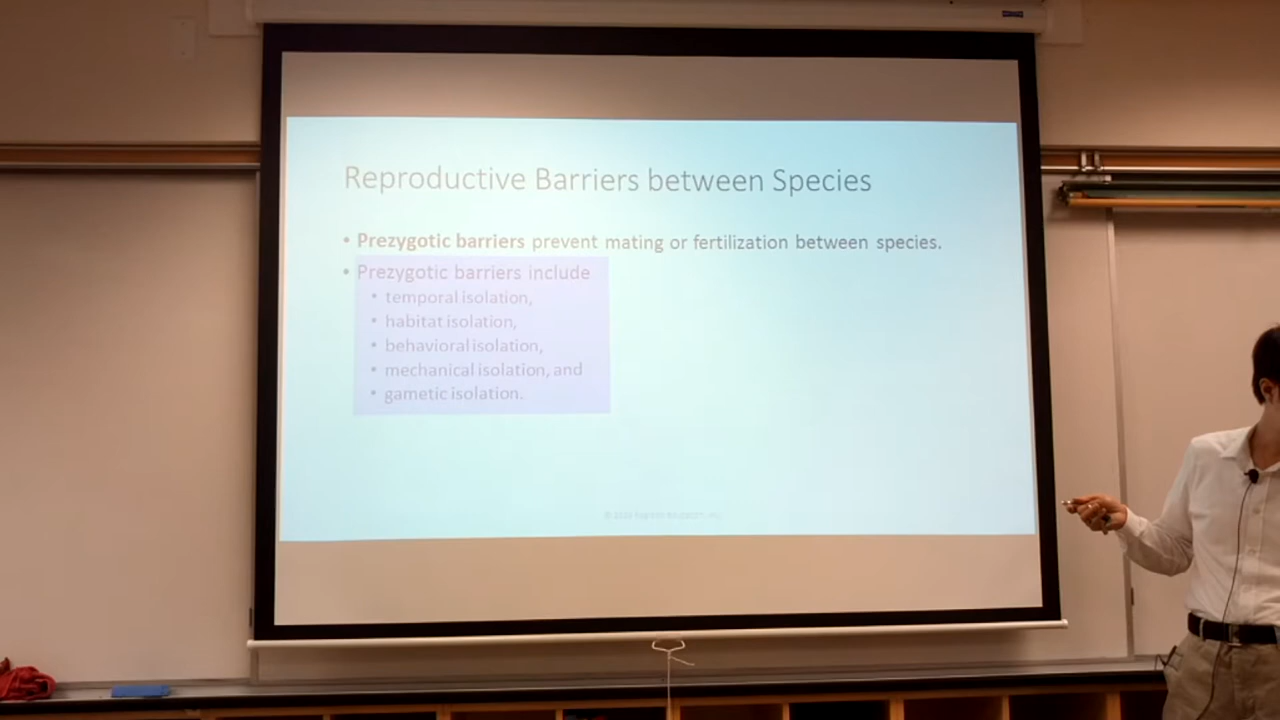 Reproductive Barriers between Species
• Prezygotic barriers prevent mating or fertilization between species.
• Prezygotic barriers include
• temporal isolation,
• habitat isolation,
• behavioral isolation,
• mechanical isolation, and
• gametic isolation.